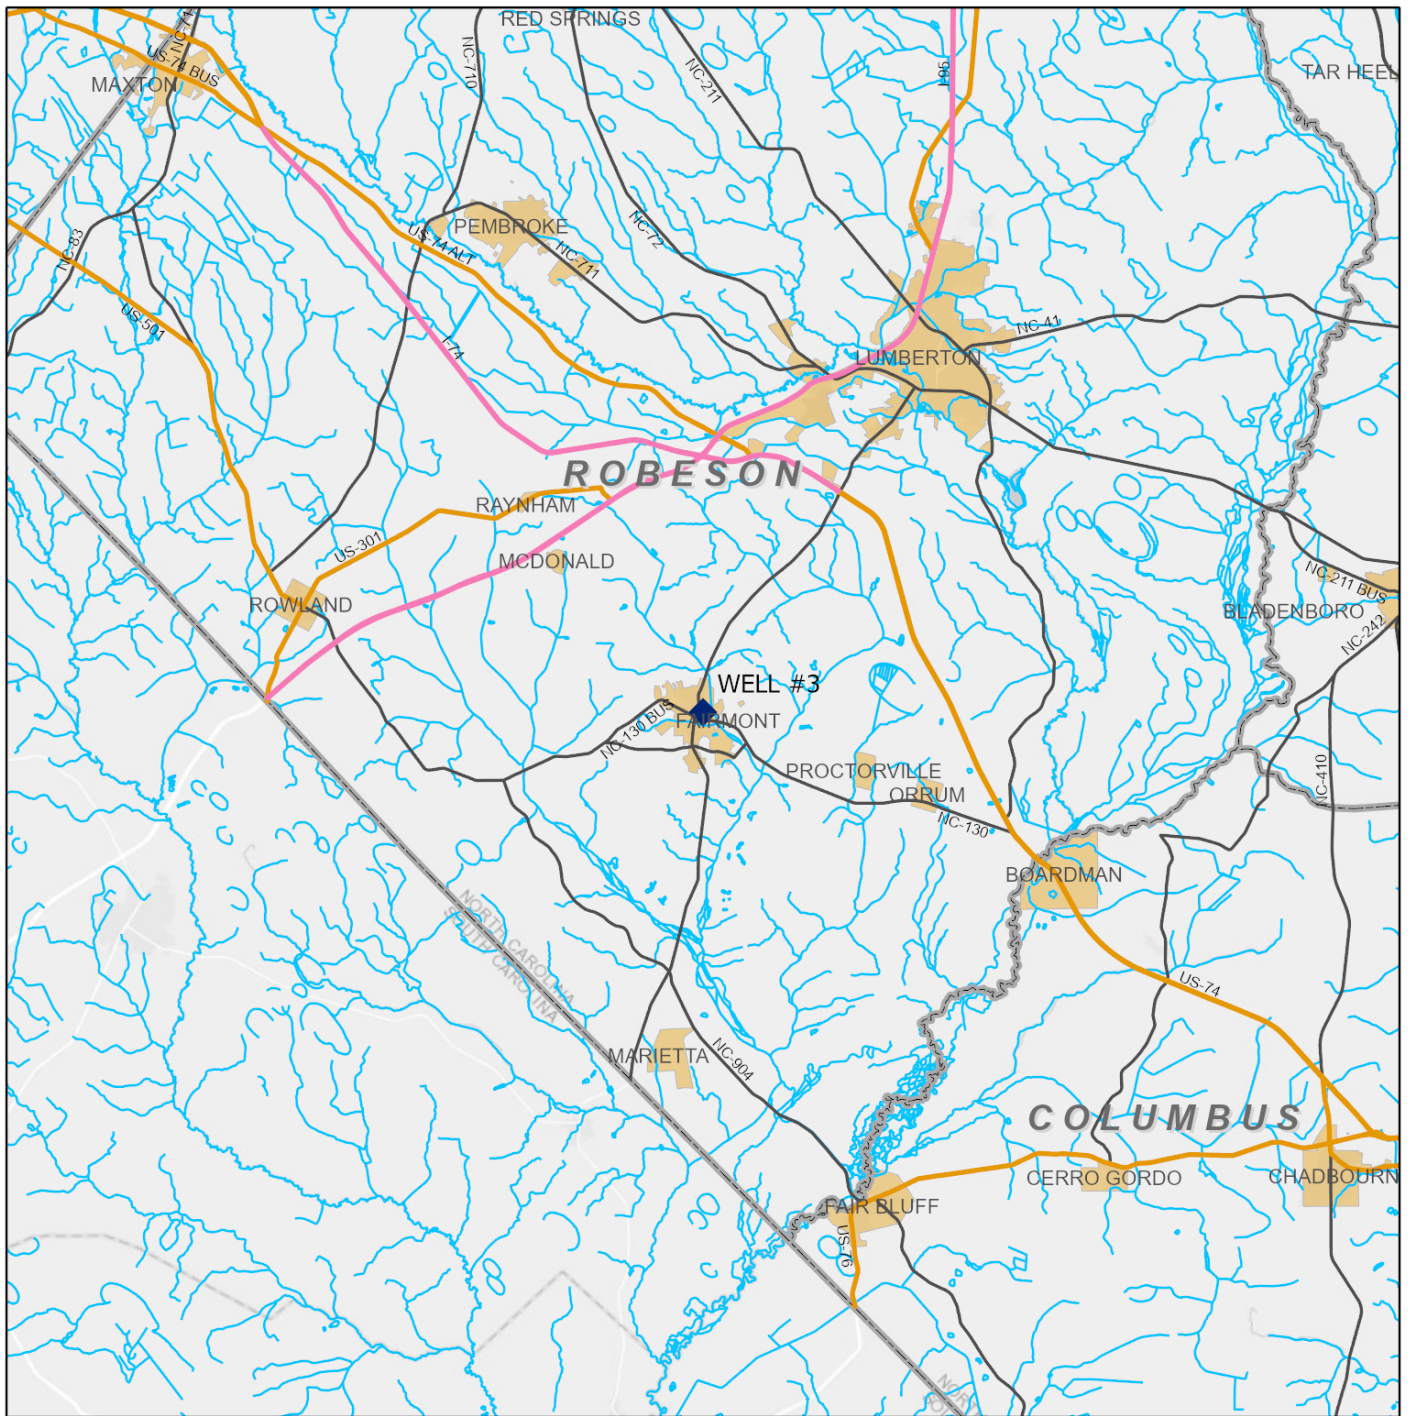 RED SPRINGS
NC-71
TAR HEEL
US-74 BUS
MAXTON
NC-710
NC-211
I-95
PEMBROKE
NC-72
US-74 ALT
NC-711
NC-83
US-501
I-74
NC-41
LUMBERTON
ROBESON
RAYNHAM
US-301
MCDONALD
NC-211 BUS
ROWLAND
BLADENBORO
NC-242
WELL #3
NC-130 BUS
FAIRMONT
PROCTORVILLE
ORRUM
NC-410
NC-130
BOARDMAN
NORTH CAROLINA
SOUTH CAROLINA
US-74
MARIETTA
NC-904
COLUMBUS
CERRO GORDO
CHADBOURN
FAIR BLUFF
US-76
NORTH